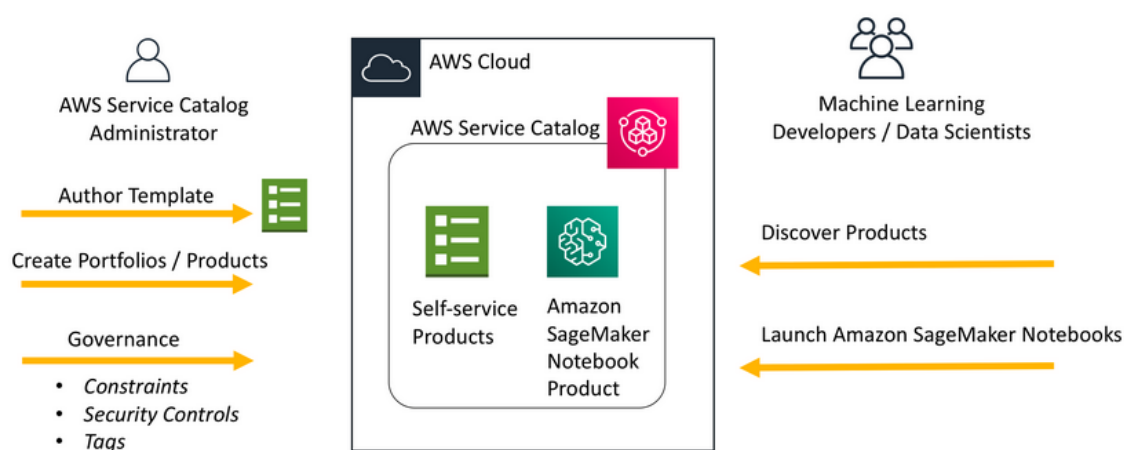 AWS Service Catalog
Administrator
Author Template
Create Portfolios / Products
Governance
• Constraints
• Security Controls
• Tags
AWS Cloud
AWS Service Catalog
Self-service
Products
Amazon
SageMaker
Notebook
Product
Machine Learning
Developers / Data Scientists
Discover Products
Launch Amazon SageMaker Notebooks